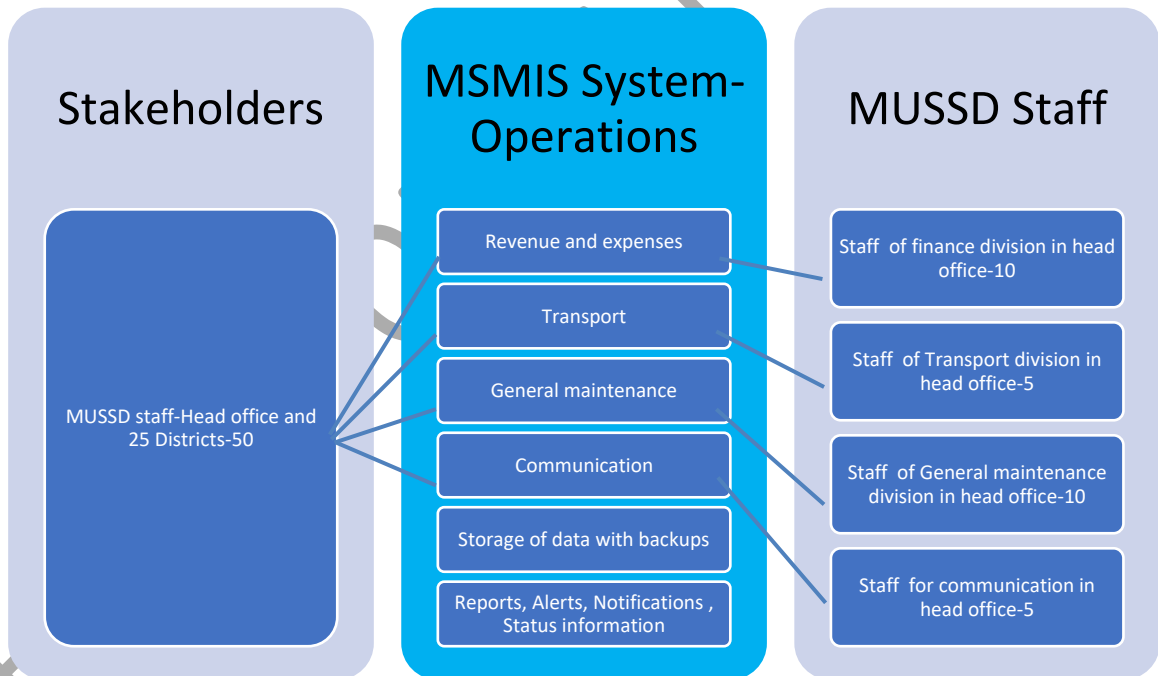 Stakeholders
MUSSD staff-Head office and
25 Districts-50
MSMIS System-
Operations
Revenue and expenses
Transport
General maintenance
Communication
Storage of data with backups
Reports, Alerts, Notifications ,
Status information
MUSSD Staff
Staff  of finance division in head
office-10
Staff  of Transport division in
head office-5
Staff  of General maintenance
division in head office-10
Staff  for communication in
head office-5